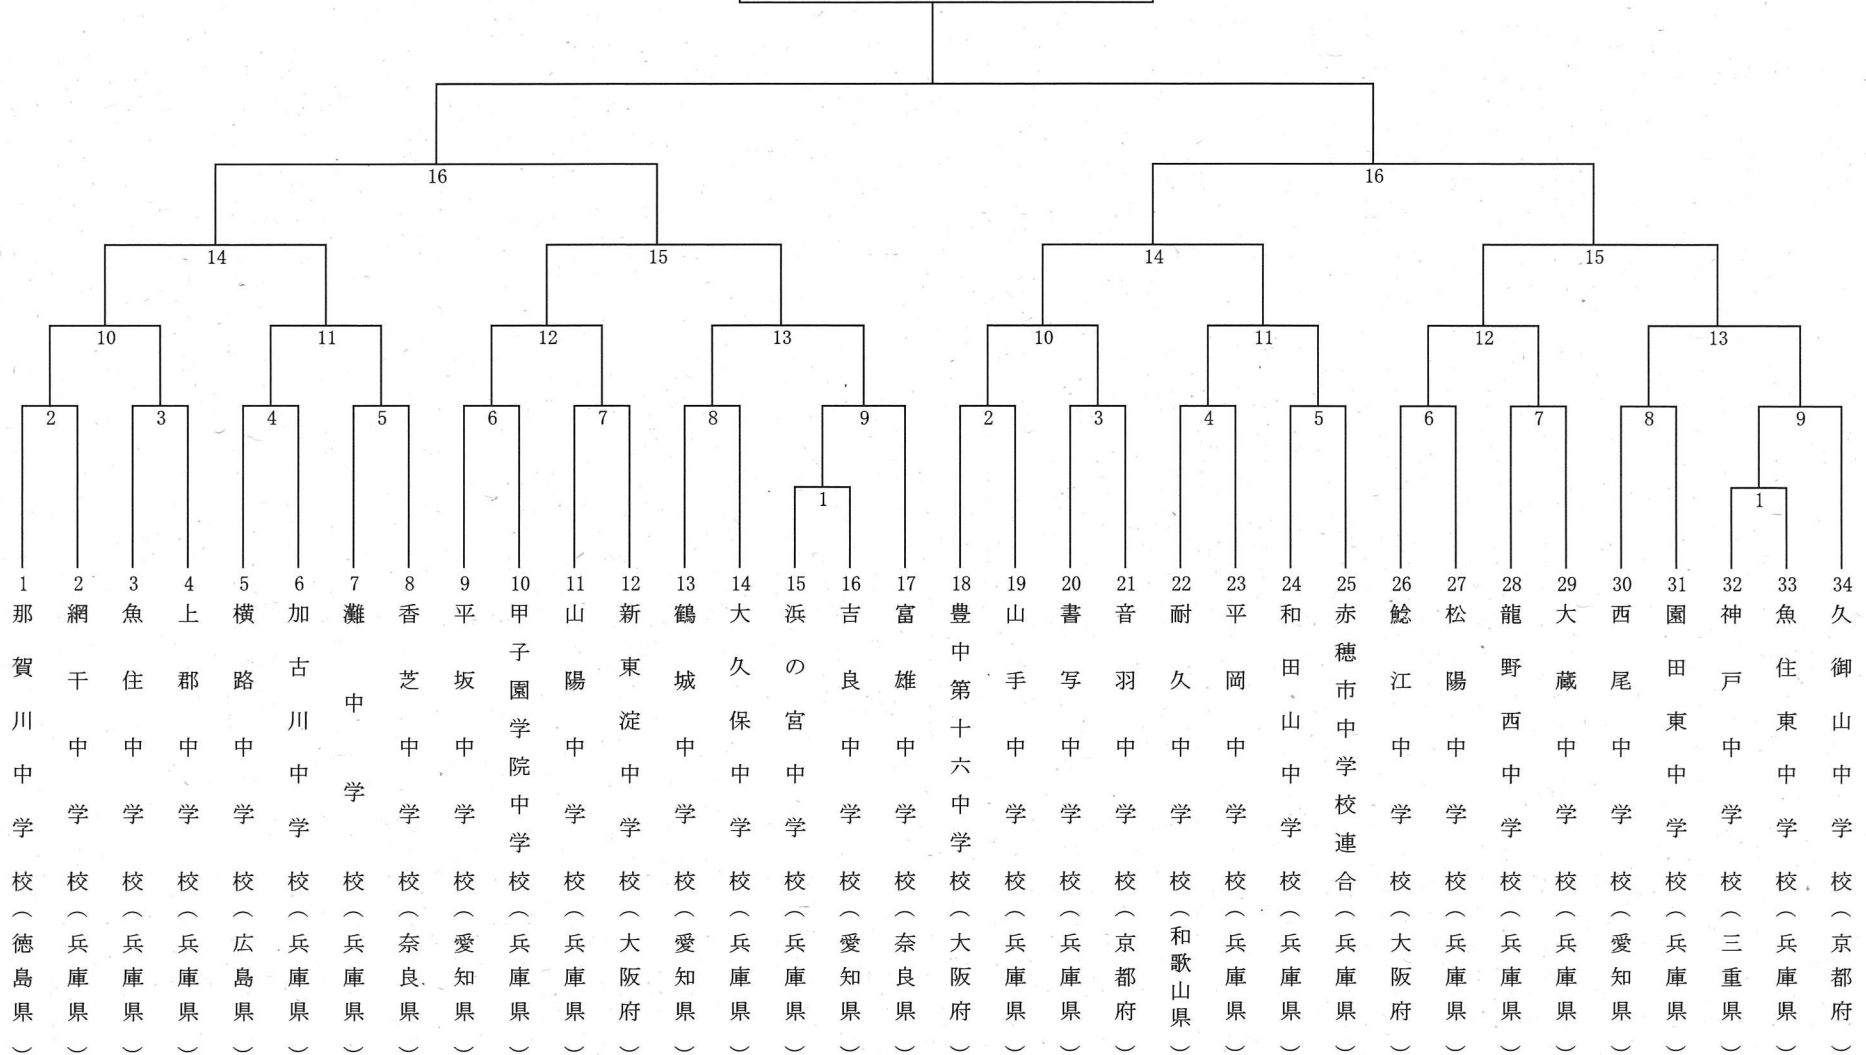 16 16
14 15 14 15
10 11 12 13 10 11 12 13
2 3 4 5 6 7 8 9 2 3 4 5 6 7 8 9
1 1
1 那賀川中学校（徳島県）
2 網干中学校（兵庫県）
3 魚住中学校（兵庫県）
4 上郡中学校（兵庫県）
5 横路中学校（広島県）
6 加古川中学校（兵庫県）
7 灘中学校（兵庫県）
8 香芝中学校（奈良県）
9 平坂中学校（愛知県）
10 甲子園学院中学校（兵庫県）
11 山陽中学校（兵庫県）
12 新東淀中学校（大阪府）
13 鶴城中学校（愛知県）
14 大久保中学校（兵庫県）
15 浜の宮中学校（兵庫県）
16 吉良中学校（愛知県）
17 富雄中学校（奈良県）
18 豊中第十六中学校（大阪府）
19 山手中学校（兵庫県）
20 書写中学校（兵庫県）
21 音羽中学校（京都府）
22 耐久中学校（和歌山県）
23 平岡中学校（兵庫県）
24 和田山中学校（兵庫県）
25 赤穂市中学校連合（兵庫県）
26 鯰江中学校（大阪府）
27 松陽中学校（兵庫県）
28 龍野西中学校（兵庫県）
29 大蔵中学校（兵庫県）
30 西尾中学校（愛知県）
31 園田東中学校（兵庫県）
32 神戸中学校（三重県）
33 魚住東中学校（兵庫県）
34 久御山中学校（京都府）